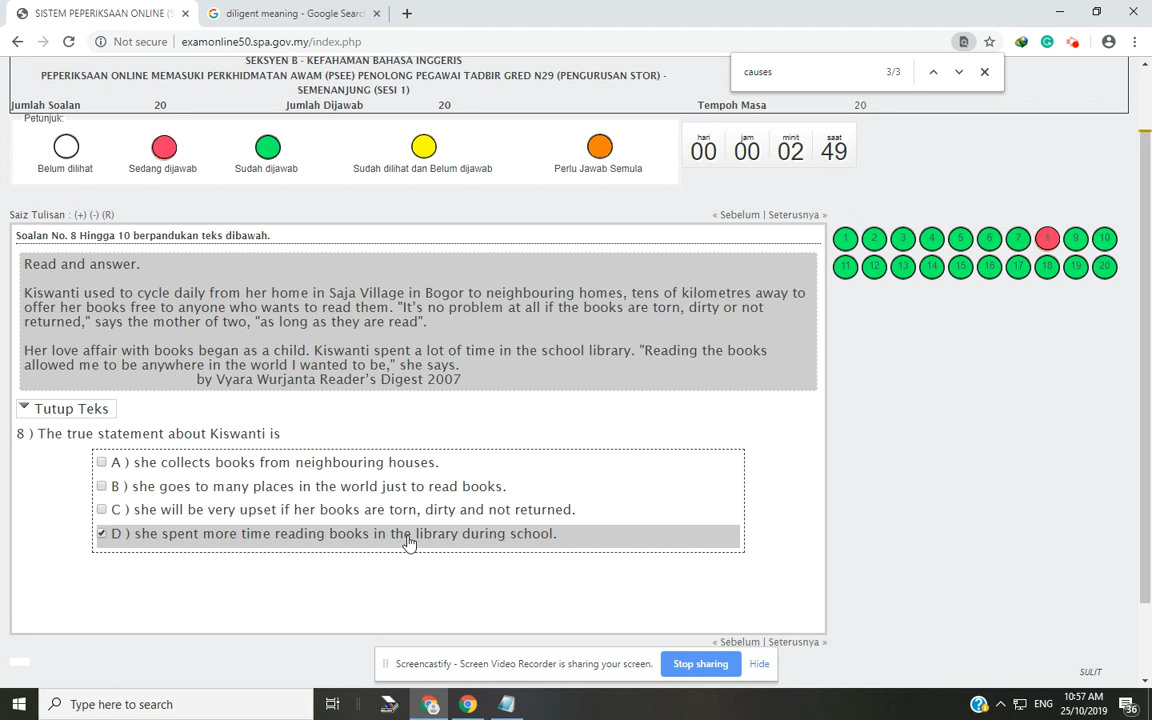 SISTEM PEPERIKSAAN ONLINE (S
diligent meaning - Google Searc
Not secure | examonline50.spa.gov.my/index.php
causes 3/3
SEKSYEN B - KEFAHAMAN BAHASA INGGERIS
PEPERIKSAAN ONLINE MEMASUKI PERKHIDMATAN AWAM (PSEE) PENOLONG PEGAWAI TADBIR GRED N29 (PENGURUSAN STOR) -
SEMENANJUNG (SESI 1)
Jumlah Soalan 20 Jumlah Dijawab 20 Tempoh Masa 20
Petunjuk:
Belum dilihat
Sedang dijawab
Sudah dijawab
Sudah dilihat dan Belum dijawab
Perlu Jawab Semula
hari jam minit saat
00 00 02 49
Saiz Tulisan : (+) (-) (R)
« Sebelum | Seterusnya »
Soalan No. 8 Hingga 10 berpandukan teks dibawah.
1 2 3 4 5 6 7 8 9 10
11 12 13 14 15 16 17 18 19 20
Read and answer.
Kiswanti used to cycle daily from her home in Saja Village in Bogor to neighbouring homes, tens of kilometres away to
offer her books free to anyone who wants to read them. "It's no problem at all if the books are torn, dirty or not
returned," says the mother of two, "as long as they are read".
Her love affair with books began as a child. Kiswanti spent a lot of time in the school library. "Reading the books
allowed me to be anywhere in the world I wanted to be," she says.
by Vyara Wurjanta Reader's Digest 2007
Tutup Teks
8 ) The true statement about Kiswanti is
A ) she collects books from neighbouring houses.
B ) she goes to many places in the world just to read books.
C ) she will be very upset if her books are torn, dirty and not returned.
D ) she spent more time reading books in the library during school.
« Sebelum | Seterusnya »
Screencastify - Screen Video Recorder is sharing your screen. Stop sharing Hide
SULIT
Type here to search
ENG
10:57 AM
25/10/2019
36